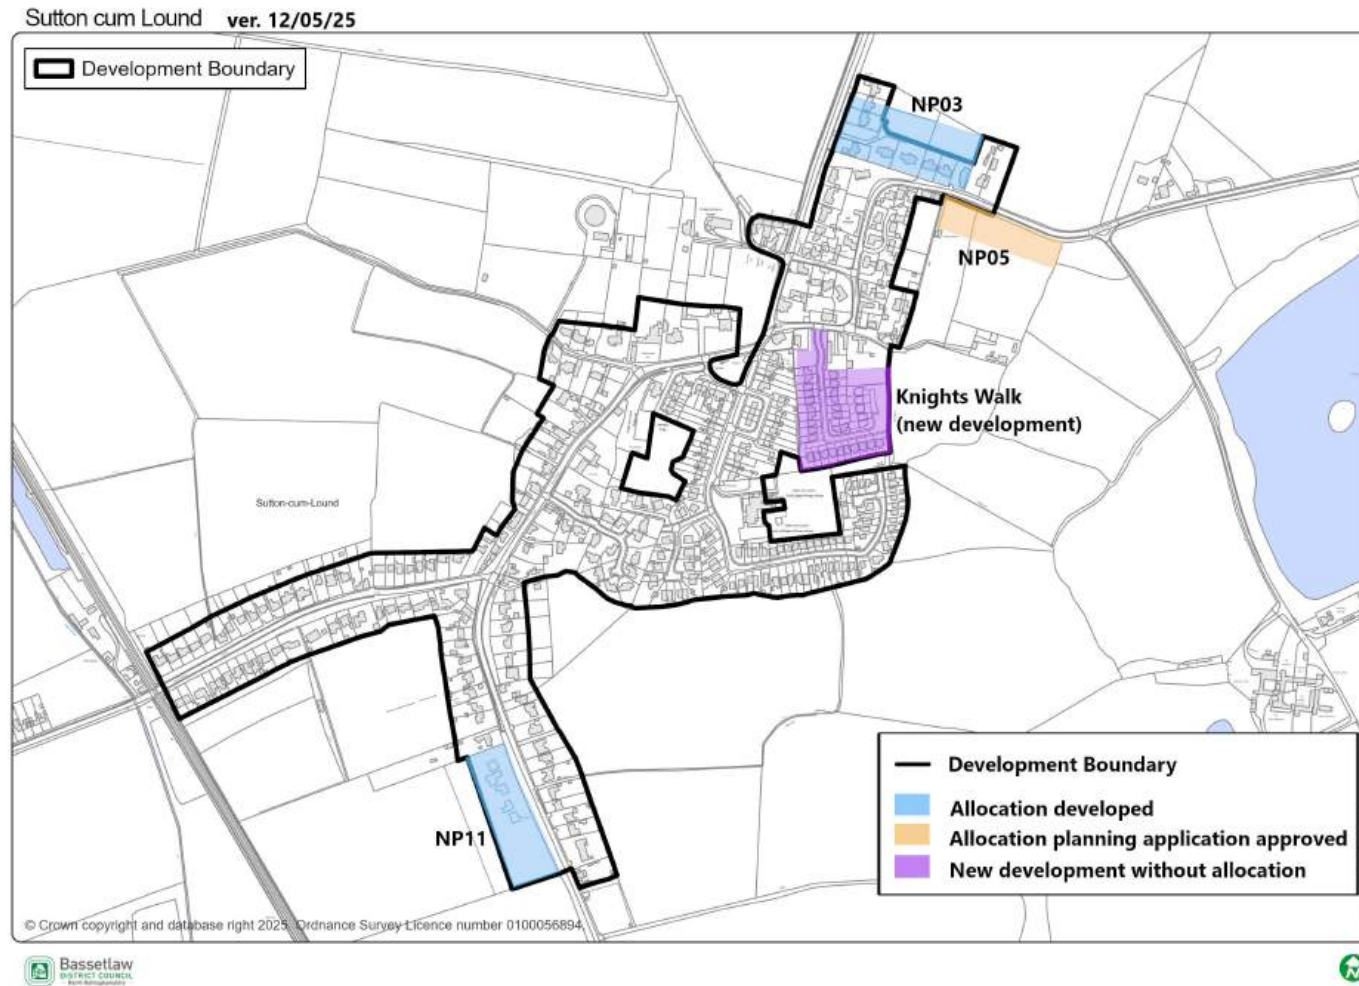 Sutton cum Lound ver. 12/05/25
Development Boundary
NP03
NP05
Knights Walk
(new development)
Sutton-cum-Lound
NP11
Development Boundary
Allocation developed
Allocation planning application approved
New development without allocation
© Crown copyright and database right 2025. Ordnance Survey Licence number 0100056894.
Bassetlaw
DISTRICT COUNCIL
North Nottinghamshire
N